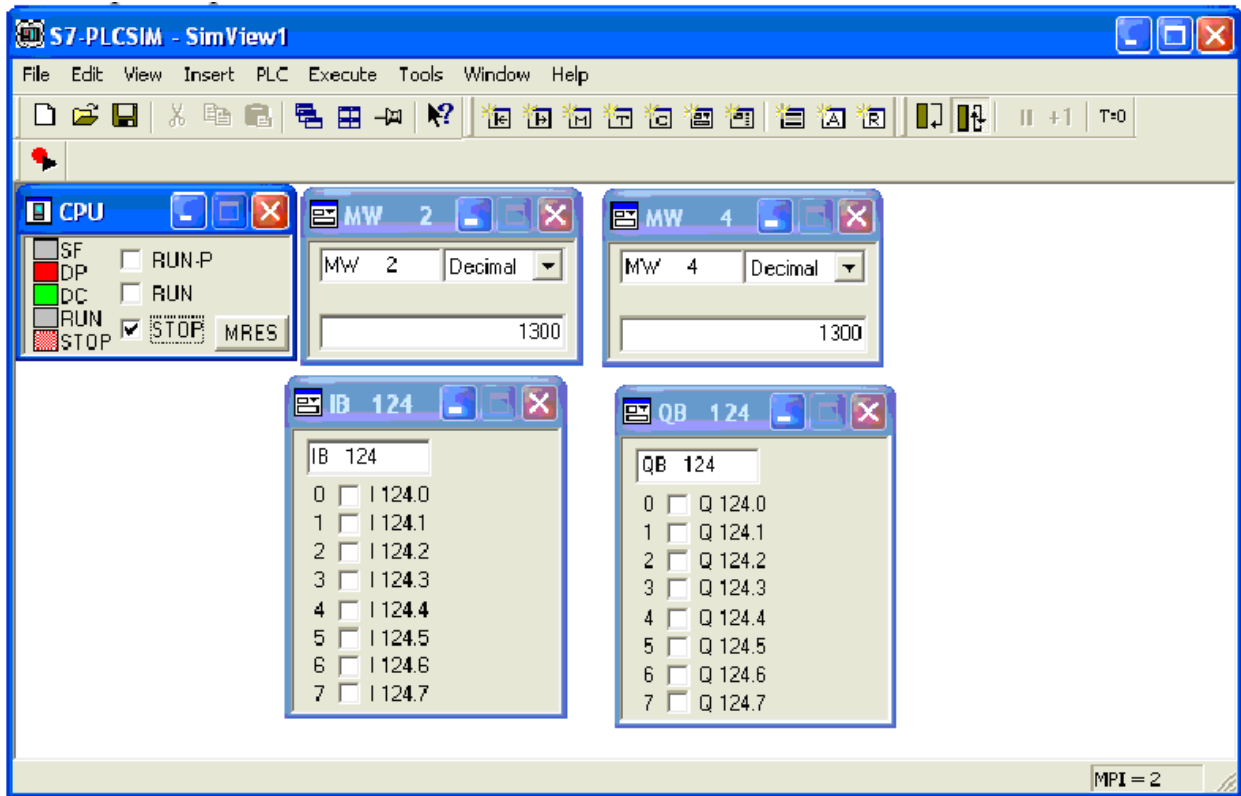 S7-PLCSIM - SimView1
File Edit View Insert PLC Execute Tools Window Help
+1 T=0
CPU
SF
DP
DC
RUN
STOP
RUN-P
RUN
STOP
MRES
MW 2
MW 2 Decimal
1300
MW 4
MW 4 Decimal
1300
IB 124
IB 124
0 I 124.0
1 I 124.1
2 I 124.2
3 I 124.3
4 I 124.4
5 I 124.5
6 I 124.6
7 I 124.7
QB 124
QB 124
0 Q 124.0
1 Q 124.1
2 Q 124.2
3 Q 124.3
4 Q 124.4
5 Q 124.5
6 Q 124.6
7 Q 124.7
MPI = 2